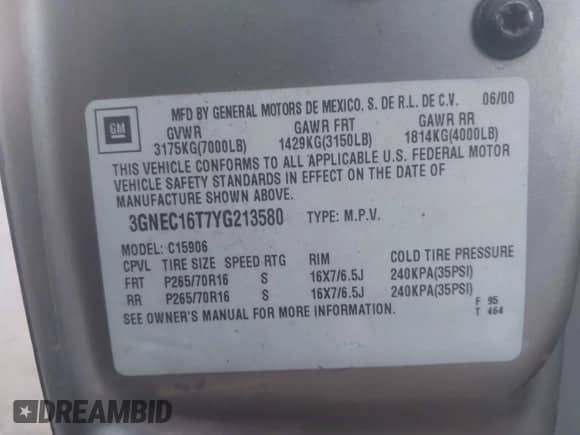 MFD BY GENERAL MOTORS DE MEXICO, S. DE R.L. DE C.V. 06/00
GM
GVWR GAWR FRT GAWR RR
3175KG(7000LB) 1429KG(3150LB) 1814KG(4000LB)
THIS VEHICLE CONFORMS TO ALL APPLICABLE U.S. FEDERAL MOTOR
VEHICLE SAFETY STANDARDS IN EFFECT ON THE DATE OF
MANUFACTURE SHOWN ABOVE.
3GNEC16T7YG213580 TYPE: M.P.V.
MODEL: C15906
CPVL TIRE SIZE SPEED RTG RIM COLD TIRE PRESSURE
FRT P265/70R16 S 16X7/6.5J 240KPA(35PSI)
RR P265/70R16 S 16X7/6.5J 240KPA(35PSI)
SEE OWNER'S MANUAL FOR MORE INFORMATION.
F 95
T 464
DREAMBID